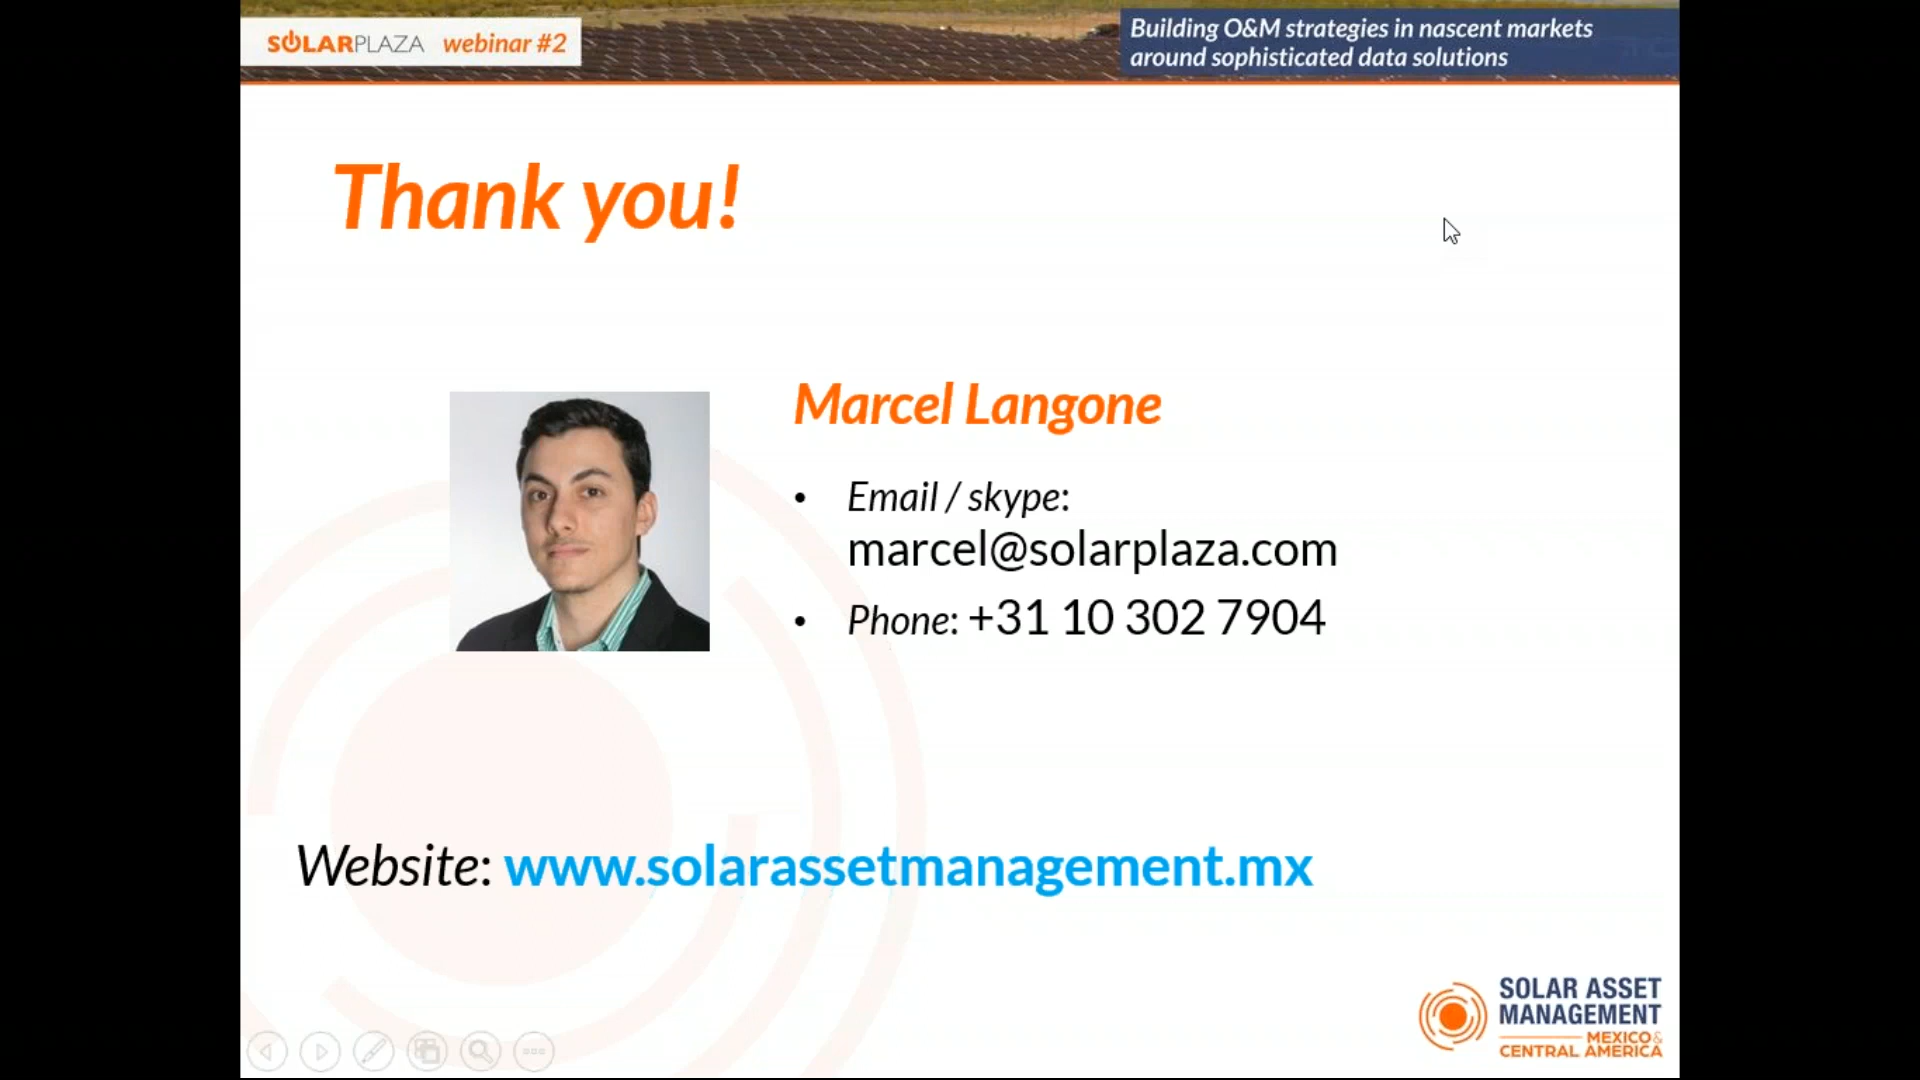 SOLARPLAZA webinar #2
Building O&M strategies in nascent markets
around sophisticated data solutions
Thank you!
Marcel Langone
• Email / skype:
marcel@solarplaza.com
• Phone: +31 10 302 7904
Website: www.solarassetmanagement.mx
SOLAR ASSET
MANAGEMENT
MEXICO &
CENTRAL AMERICA